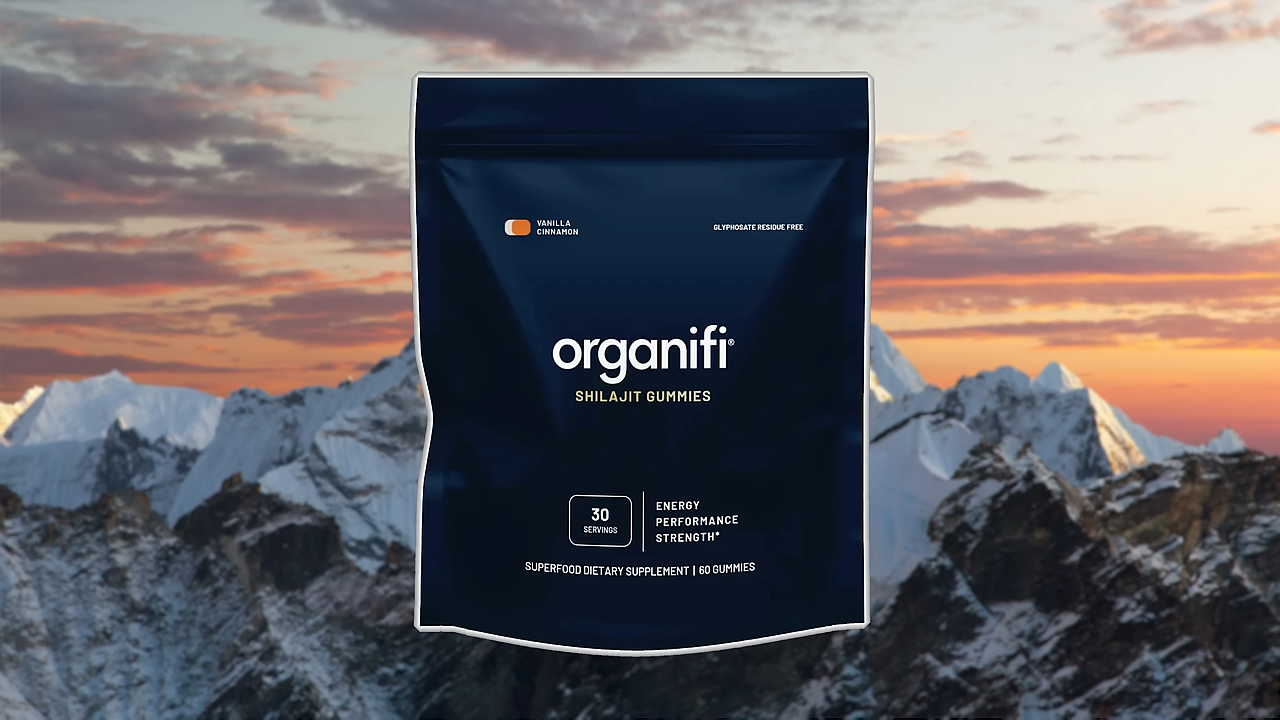 VANILLA
CINNAMON
GLYPHOSATE RESIDUE FREE
organifi®
SHILAJIT GUMMIES
30
SERVINGS
ENERGY
PERFORMANCE
STRENGTH*
SUPERFOOD DIETARY SUPPLEMENT | 60 GUMMIES